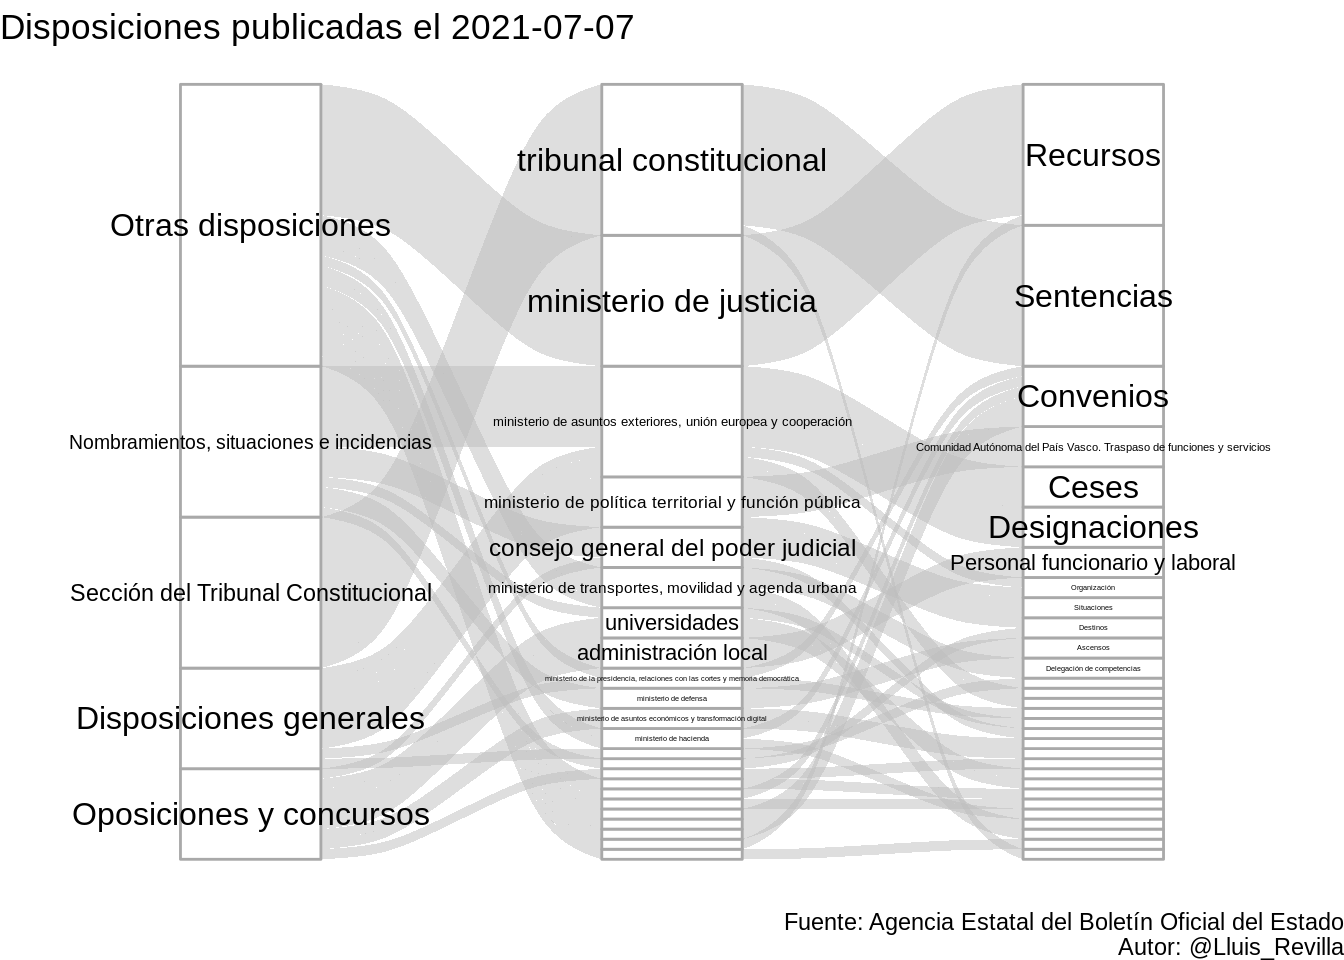 Disposiciones publicadas el 2021-07-07
Otras disposiciones
Nombramientos, situaciones e incidencias
Sección del Tribunal Constitucional
Disposiciones generales
Oposiciones y concursos
tribunal constitucional
ministerio de justicia
ministerio de asuntos exteriores, unión europea y cooperación
ministerio de política territorial y función pública
consejo general del poder judicial
ministerio de transportes, movilidad y agenda urbana
universidades
administración local
ministerio de la presidencia, relaciones con las cortes y memoria democrática
ministerio de defensa
ministerio de asuntos económicos y transformación digital
ministerio de hacienda
Recursos
Sentencias
Convenios
Comunidad Autónoma del País Vasco. Traspaso de funciones y servicios
Ceses
Designaciones
Personal funcionario y laboral
Organización
Situaciones
Destinos
Ascensos
Delegación de competencias
Fuente: Agencia Estatal del Boletín Oficial del Estado
Autor: @Lluis_Revilla